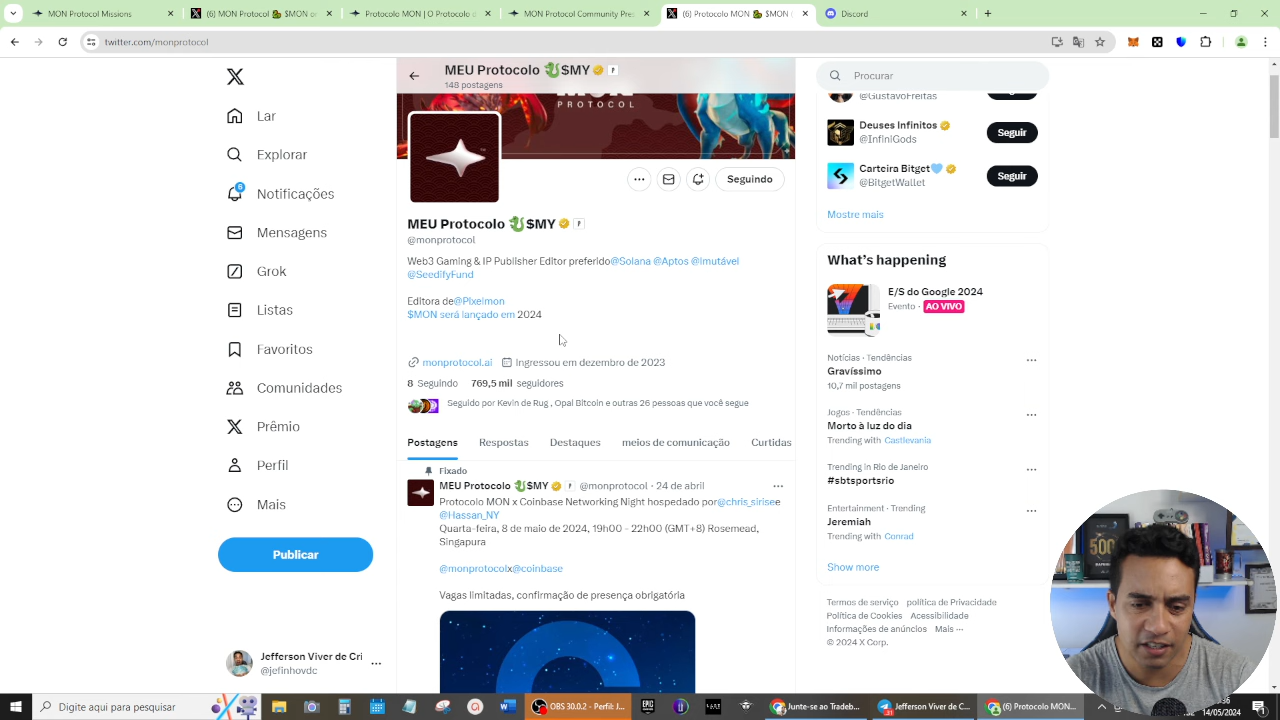 MON Protocol Missions
(6) MON Protocol
$MON on
Protocolo MON |
MON Protocol Community Pres
(6) Protocolo MON
$MON
Discord
twitter.com/monprotocol
MEU Protocolo $MY
148 postagens
Procurar
MON
PROTOCOL
@GustavoFreitas
Deuses Infinitos
@InfiniGods
Seguir
Carteira Bitget
@BitgetWallet
Seguir
Mostre mais
Lar
Explorar
6
Notificações
Mensagens
Grok
Listas
Favoritos
Comunidades
Prêmio
Perfil
Mais
Publicar
Jefferson Viver de Cri
@jefinhovdc
Seguindo
MEU Protocolo $MY
@monprotocol
Web3 Gaming & IP Publisher Editor preferido@Solana @Aptos @Imutável
@SeedifyFund
Editora de@Pixelmon
$MON será lançado em 2024
monprotocol.ai Ingressou em dezembro de 2023
8 Seguindo 769,5 mil seguidores
Seguido por Kevin de Rug , Opal Bitcoin e outras 26 pessoas que você segue
Postagens Respostas Destaques meios de comunicação Curtidas
Fixado
MEU Protocolo $MY @monprotocol · 24 de abril
Protocolo MON x Coinbase Networking Night hospedado por@chris_sirisee
@Hassan_NY
Quarta-feira, 8 de maio de 2024, 19h00 - 22h00 (GMT+8) Rosemead,
Singapura
@monprotocolx@coinbase
Vagas limitadas, confirmação de presença obrigatória
What's happening
E/S do Google 2024
Evento · AO VIVO
Notícias · Tendências
Gravíssimo
10,7 mil postagens
Jogos · Tendências
Morto à luz do dia
Trending with Castlevania
Trending in Rio de Janeiro
#sbtsportsrio
Entertainment · Trending
Jeremiah
Trending with Conrad
Show more
Termos de serviço política de Privacidade
Política de Cookies Acessibilidade
Informações de anúncios Mais ···
© 2024 X Corp.
500
Digite aqui para pesquisar
OBS 30.0.2 - Perfil: J...
Junte-se ao Tradeb...
31
Jefferson Viver de C...
(6) Protocolo MON...
14/05/2024